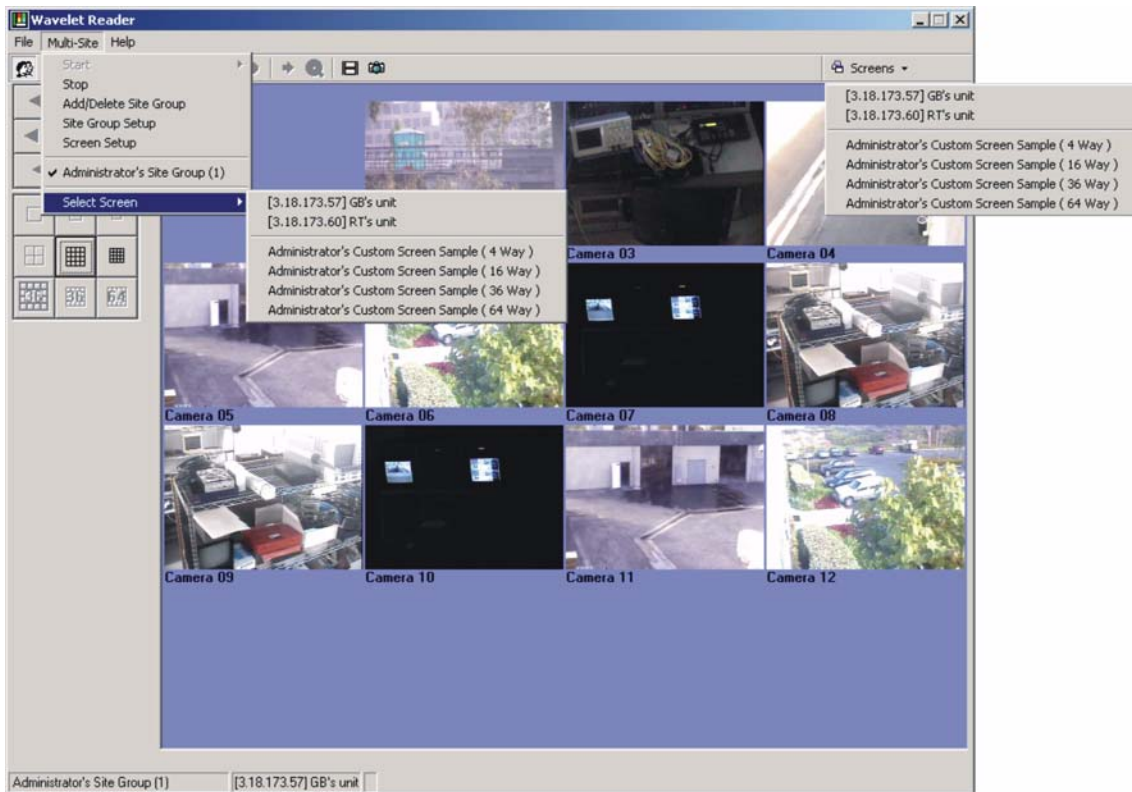 Wavelet Reader
File Multi-Site Help
Start
Stop
Add/Delete Site Group
Site Group Setup
Screen Setup
Administrator's Site Group (1)
Select Screen
[3.18.173.57] GB's unit
[3.18.173.60] RT's unit
Administrator's Custom Screen Sample ( 4 Way )
Administrator's Custom Screen Sample ( 16 Way )
Administrator's Custom Screen Sample ( 36 Way )
Administrator's Custom Screen Sample ( 64 Way )
Screens
[3.18.173.57] GB's unit
[3.18.173.60] RT's unit
Administrator's Custom Screen Sample ( 4 Way )
Administrator's Custom Screen Sample ( 16 Way )
Administrator's Custom Screen Sample ( 36 Way )
Administrator's Custom Screen Sample ( 64 Way )
36 36 64
Camera 03 Camera 04
Camera 05 Camera 06 Camera 07 Camera 08
Camera 09 Camera 10 Camera 11 Camera 12
Administrator's Site Group (1) [3.18.173.57] GB's unit